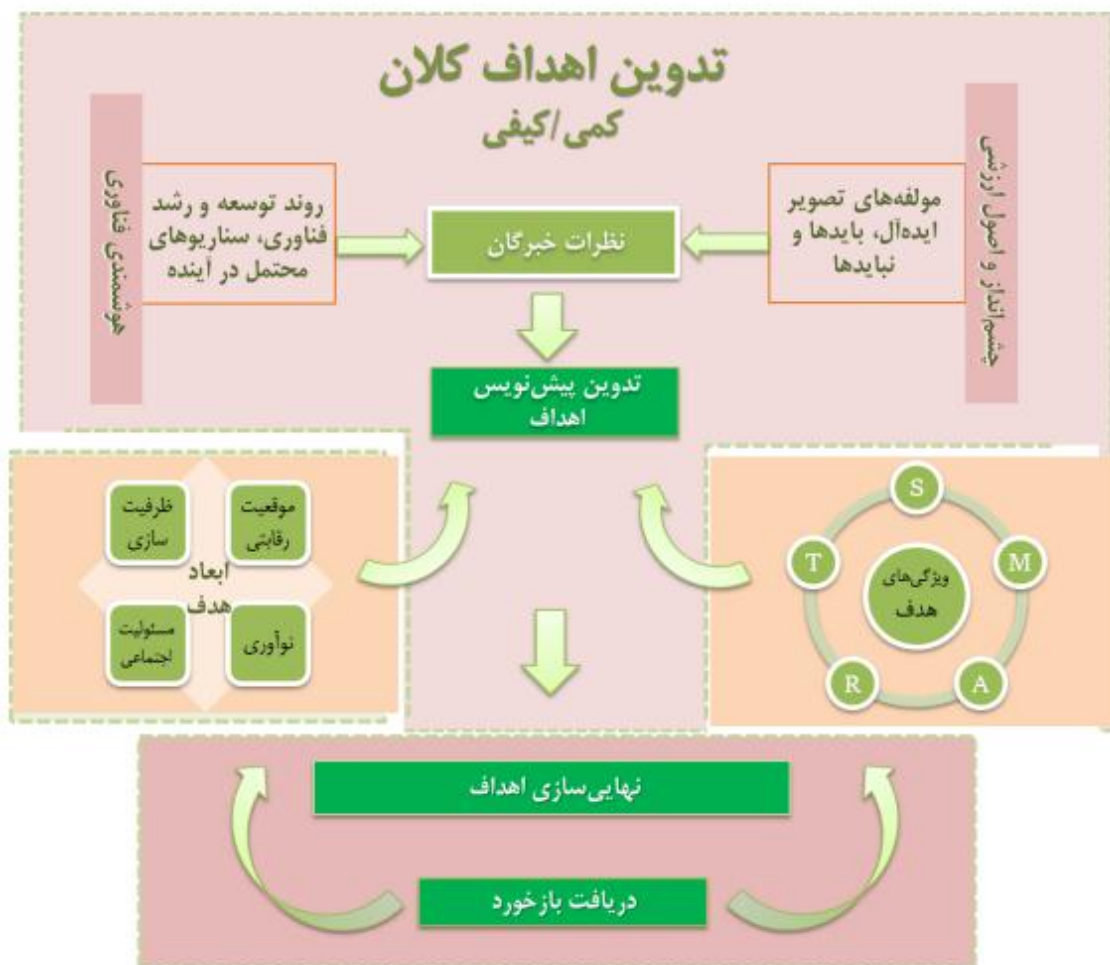 تدوین اهداف کلان
کمی/کیفی
چشم‌انداز و اصول ارزشی
مولفه‌های تصویر
ایده‌آل، بایدها و
نبایدها
نظرات خبرگان
هوشمندی فناوری
روند توسعه و رشد
فناوری، سناریوهای
محتمل در آینده
تدوین پیش‌نویس
اهداف
S
M
A
R
T
ویژگی‌های
هدف
موقعیت
رقابتی
ظرفیت
سازی
ابعاد
هدف
نوآوری
مسئولیت
اجتماعی
نهایی‌سازی اهداف
دریافت بازخورد